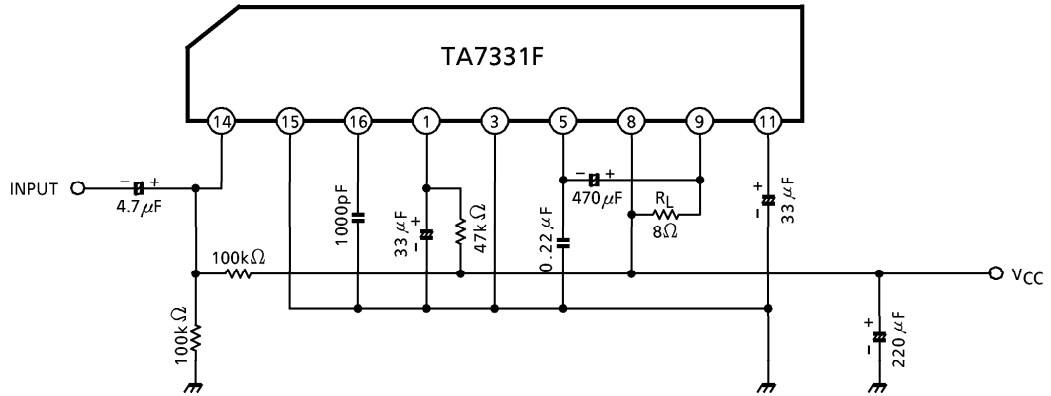 TA7331F
14 15 16 1 3 5 8 9 11
INPUT
− +
4.7μF
1000pF
33μF
+
−
47kΩ
− +
470μF
0.22μF
RL
8Ω
+
−
33μF
100kΩ
100kΩ
VCC
+
−
220μF